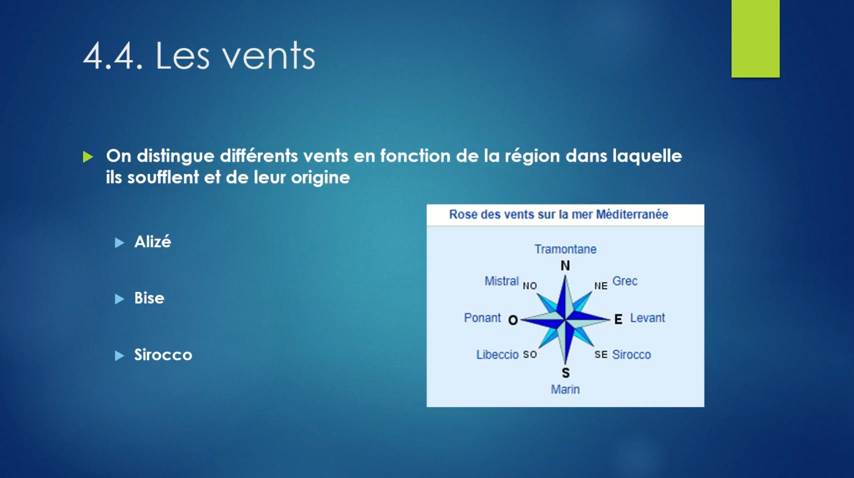 4.4. Les vents
On distingue différents vents en fonction de la région dans laquelle
ils soufflent et de leur origine
Alizé
Bise
Sirocco
Rose des vents sur la mer Méditerranée
Tramontane
N
Mistral NO NE Grec
Ponant O E Levant
Libeccio SO SE Sirocco
S
Marin